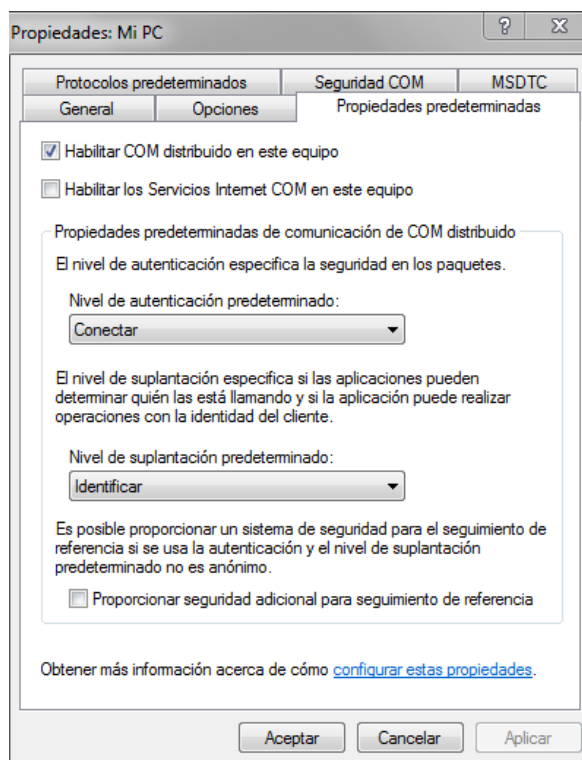 Propiedades: Mi PC
?
Protocolos predeterminados
Seguridad COM
MSDTC
General
Opciones
Propiedades predeterminadas
Habilitar COM distribuido en este equipo
Habilitar los Servicios Internet COM en este equipo
Propiedades predeterminadas de comunicación de COM distribuido
El nivel de autenticación especifica la seguridad en los paquetes.
Nivel de autenticación predeterminado:
Conectar
El nivel de suplantación especifica si las aplicaciones pueden
determinar quién las está llamando y si la aplicación puede realizar
operaciones con la identidad del cliente.
Nivel de suplantación predeterminado:
Identificar
Es posible proporcionar un sistema de seguridad para el seguimiento de
referencia si se usa la autenticación y el nivel de suplantación
predeterminado no es anónimo.
Proporcionar seguridad adicional para seguimiento de referencia
Obtener más información acerca de cómo configurar estas propiedades.
Aceptar
Cancelar
Aplicar